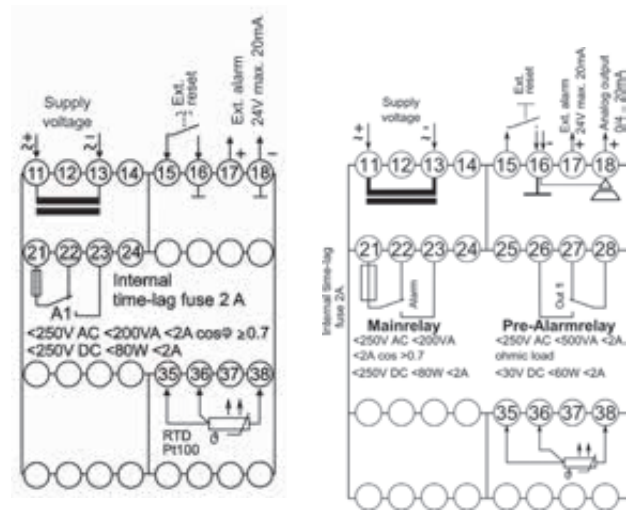 Supply
voltage
Ext.
reset
Ext. alarm
24V max. 20mA
≷+
≷-
+
-
11 12 13 14 15 16 17 18
21 22 23 24
Internal
time-lag fuse 2 A
A1
<250V AC <200VA <2A cosφ ≥0.7
<250V DC <80W <2A
35 36 37 38
RTD
Pt100
ϑ
Supply
voltage
Ext.
reset
Ext. alarm
24V max. 20mA
Analog output
0/4 – 20mA
≷+
≷-
-
+
+
11 12 13 14 15 16 17 18
21 22 23 24 25 26 27 28
Internal time-lag
fuse 2A
Alarm
Out 1
Mainrelay
<250V AC <200VA
<2A cos >0.7
<250V DC <80W <2A
Pre-Alarmrelay
<250V AC <500VA <2A
ohmic load
<30V DC <60W <2A
35 36 37 38
ϑ